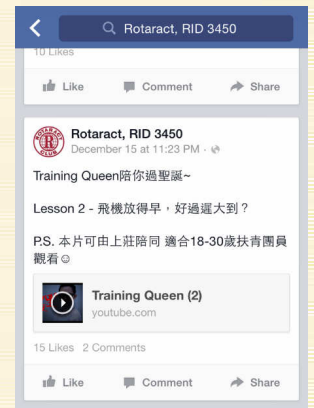 Rotaract, RID 3450
10 Likes
Like Comment Share
ROTARACT CLUB
Rotaract, RID 3450
December 15 at 11:23 PM ·
Training Queen陪你過聖誕~
Lesson 2 - 飛機放得早，好過遲大到？
P.S. 本片可由上莊陪同 適合18-30歲扶青團員
觀看☺
Training Queen (2)
youtube.com
15 Likes 2 Comments
Like Comment Share